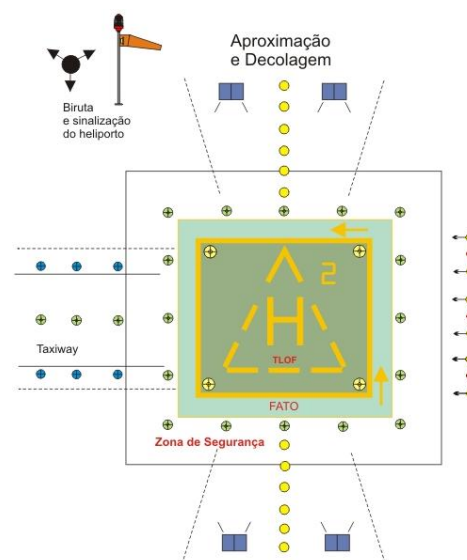 Aproximação
e Decolagem
Biruta
e sinalização
do heliporto
2
H
TLOF
Taxiway
FATO
Zona de Segurança